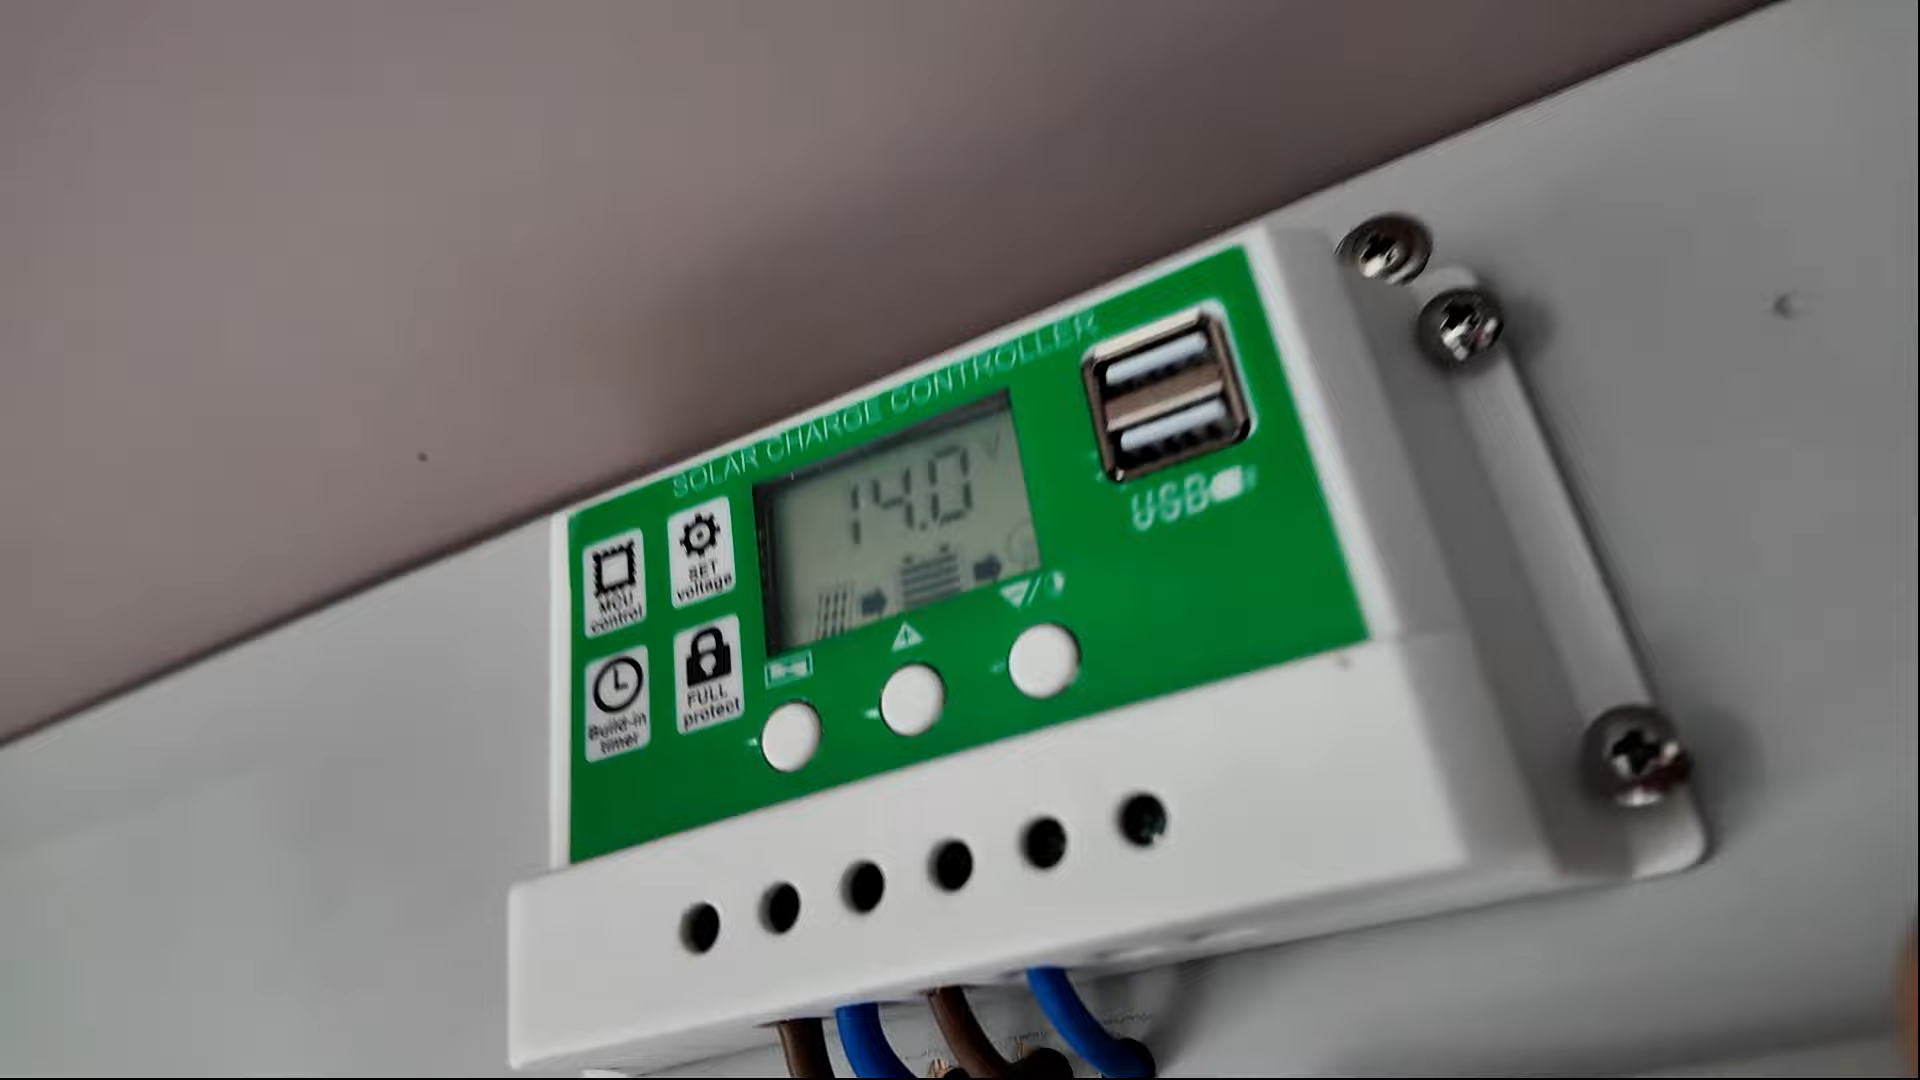 SOLAR CHARGE CONTROLLER
14.0 V
MCU
control
SET
voltage
Build-in
timer
FULL
protect
USB